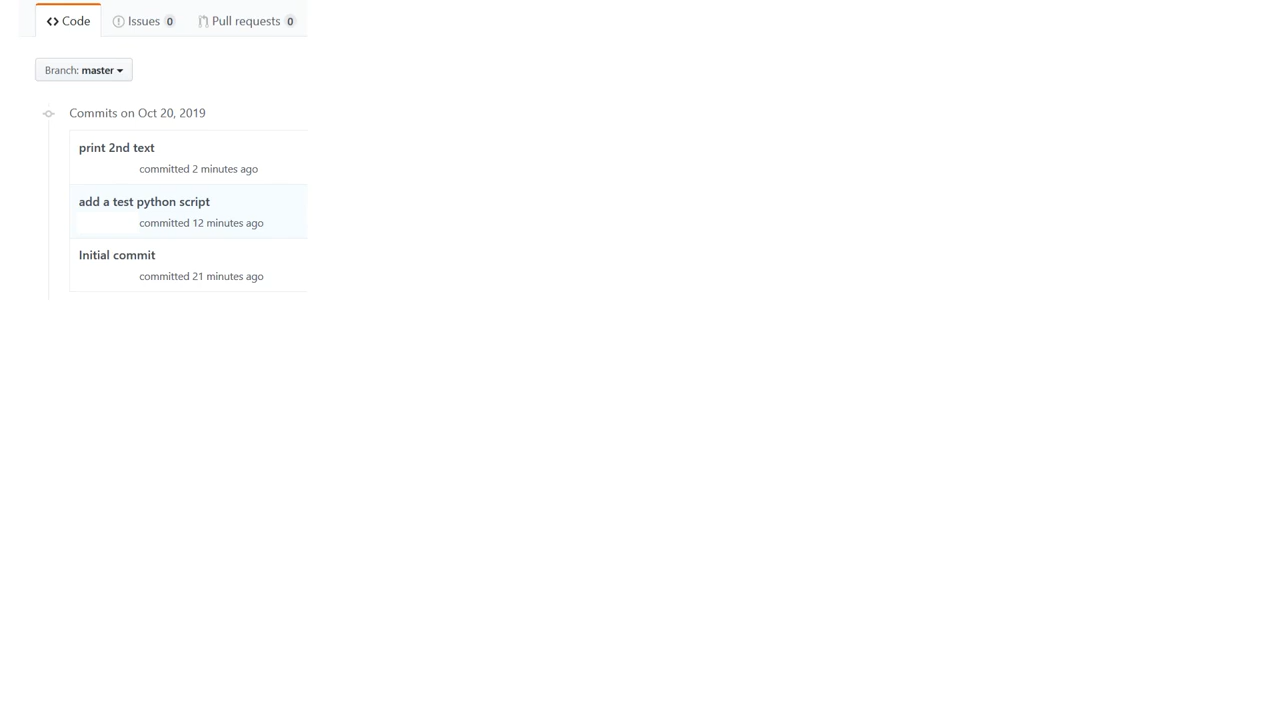 Code Issues 0 Pull requests 0
Branch: master
Commits on Oct 20, 2019
print 2nd text
committed 2 minutes ago
add a test python script
committed 12 minutes ago
Initial commit
committed 21 minutes ago